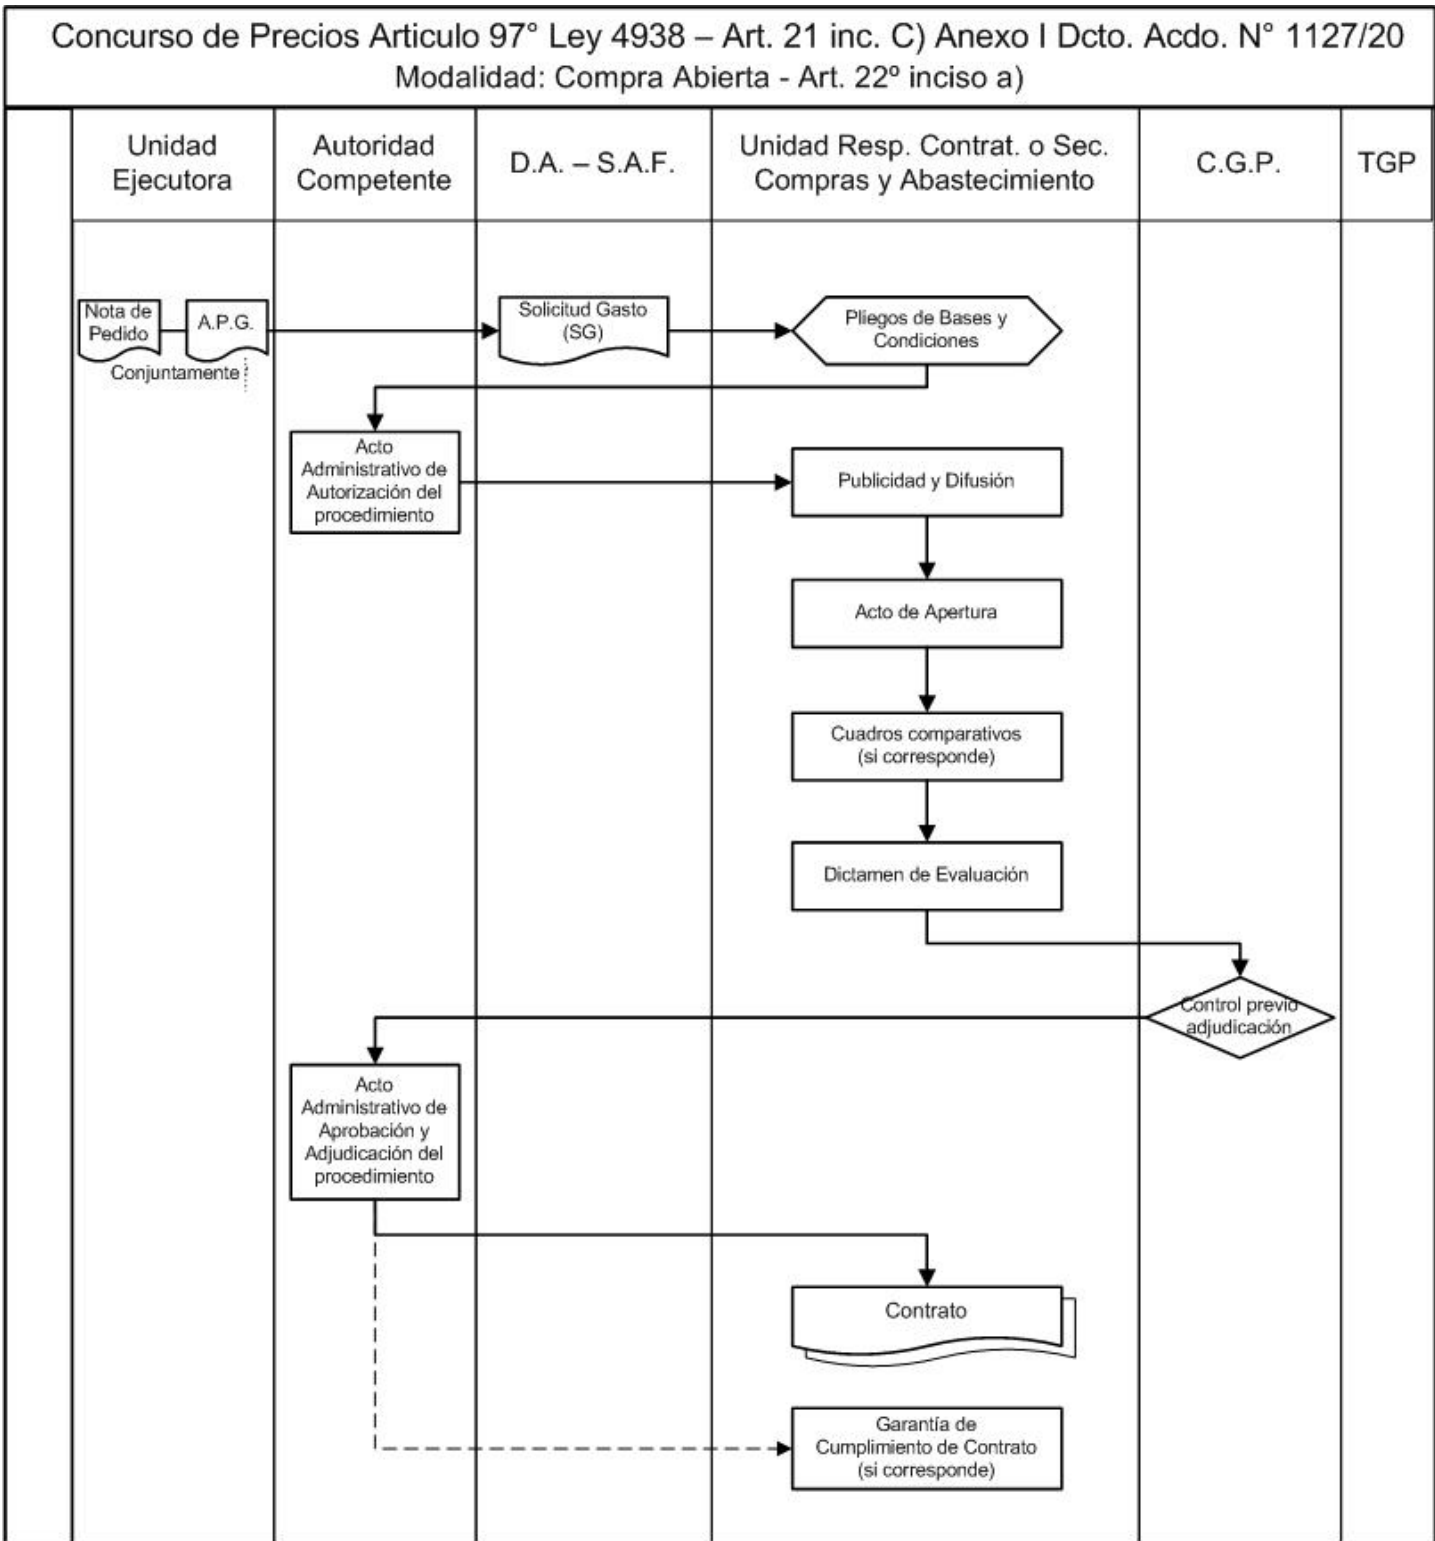 Concurso de Precios Articulo 97° Ley 4938 – Art. 21 inc. C) Anexo I Dcto. Acdo. N° 1127/20
Modalidad: Compra Abierta - Art. 22º inciso a)
Unidad
Ejecutora
Autoridad
Competente
D.A. – S.A.F.
Unidad Resp. Contrat. o Sec.
Compras y Abastecimiento
C.G.P.
TGP
Nota de
Pedido
A.P.G.
Conjuntamente
Solicitud Gasto
(SG)
Pliegos de Bases y
Condiciones
Acto
Administrativo de
Autorización del
procedimiento
Publicidad y Difusión
Acto de Apertura
Cuadros comparativos
(si corresponde)
Dictamen de Evaluación
Control previo
adjudicación
Acto
Administrativo de
Aprobación y
Adjudicación del
procedimiento
Contrato
Garantía de
Cumplimiento de Contrato
(si corresponde)